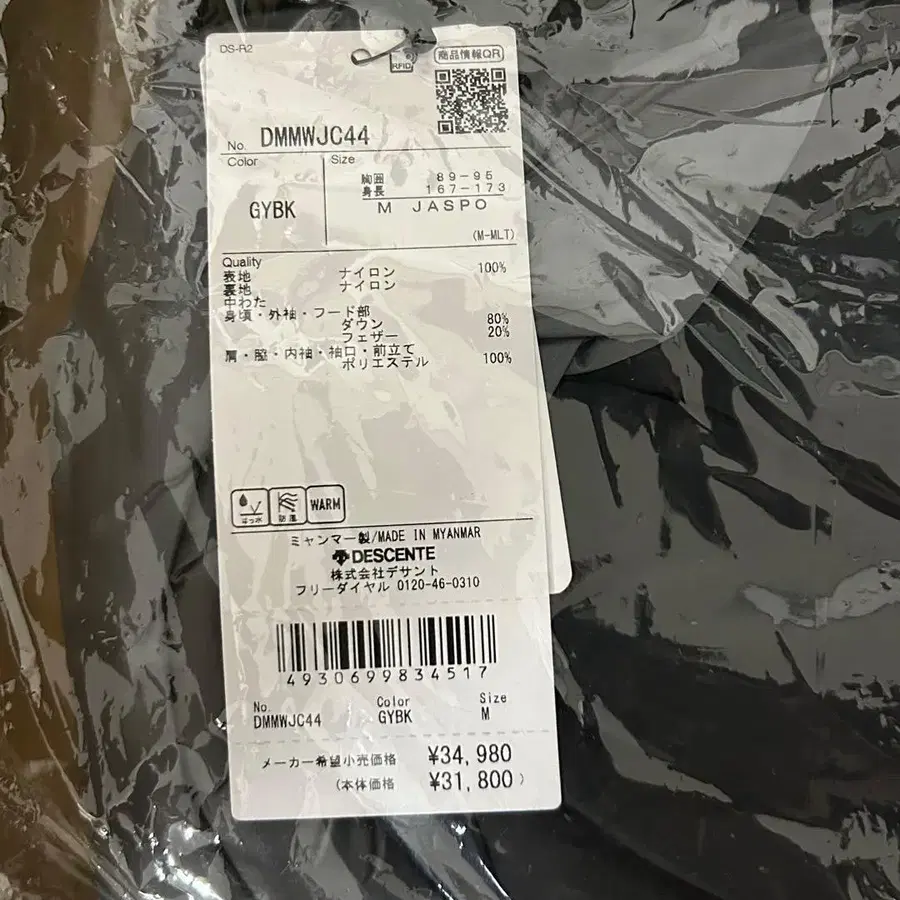 DS-R2
RFID
商品情報QR
No. DMMWJC44
Color Size
GYBK
胸囲 89-95
身長 167-173
M JASPO
(M-MLT)
Quality
表地 ナイロン 100%
裏地 ナイロン
中わた
身頃・外袖・フード部
ダウン 80%
フェザー 20%
肩・脇・内袖・袖口・前立て
ポリエステル 100%
はっ水 防風 WARM
ミャンマー製/MADE IN MYANMAR
DESCENTE
株式会社デサント
フリーダイヤル 0120-46-0310
4930699834517
No. Color Size
DMMWJC44 GYBK M
メーカー希望小売価格 ¥34,980
(本体価格 ¥31,800)